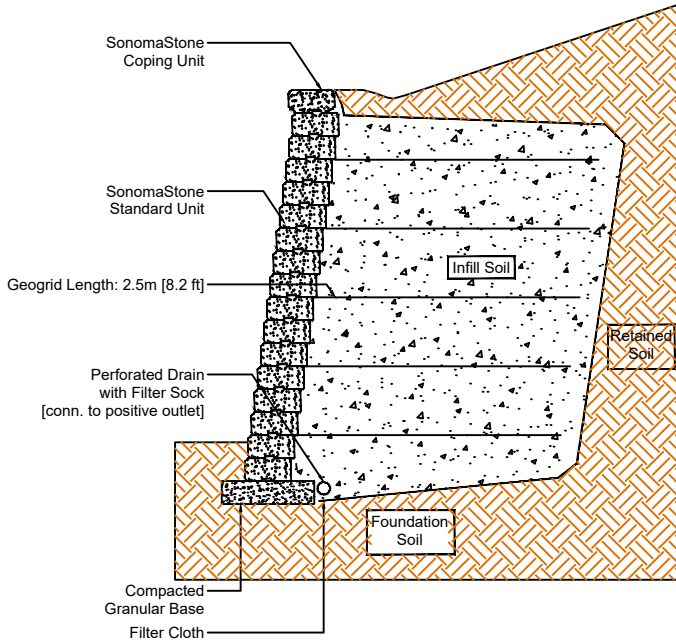 SonomaStone
Coping Unit
SonomaStone
Standard Unit
Infill Soil
Geogrid Length: 2.5m [8.2 ft]
Retained
Soil
Perforated Drain
with Filter Sock
[conn. to positive outlet]
Foundation
Soil
Compacted
Granular Base
Filter Cloth